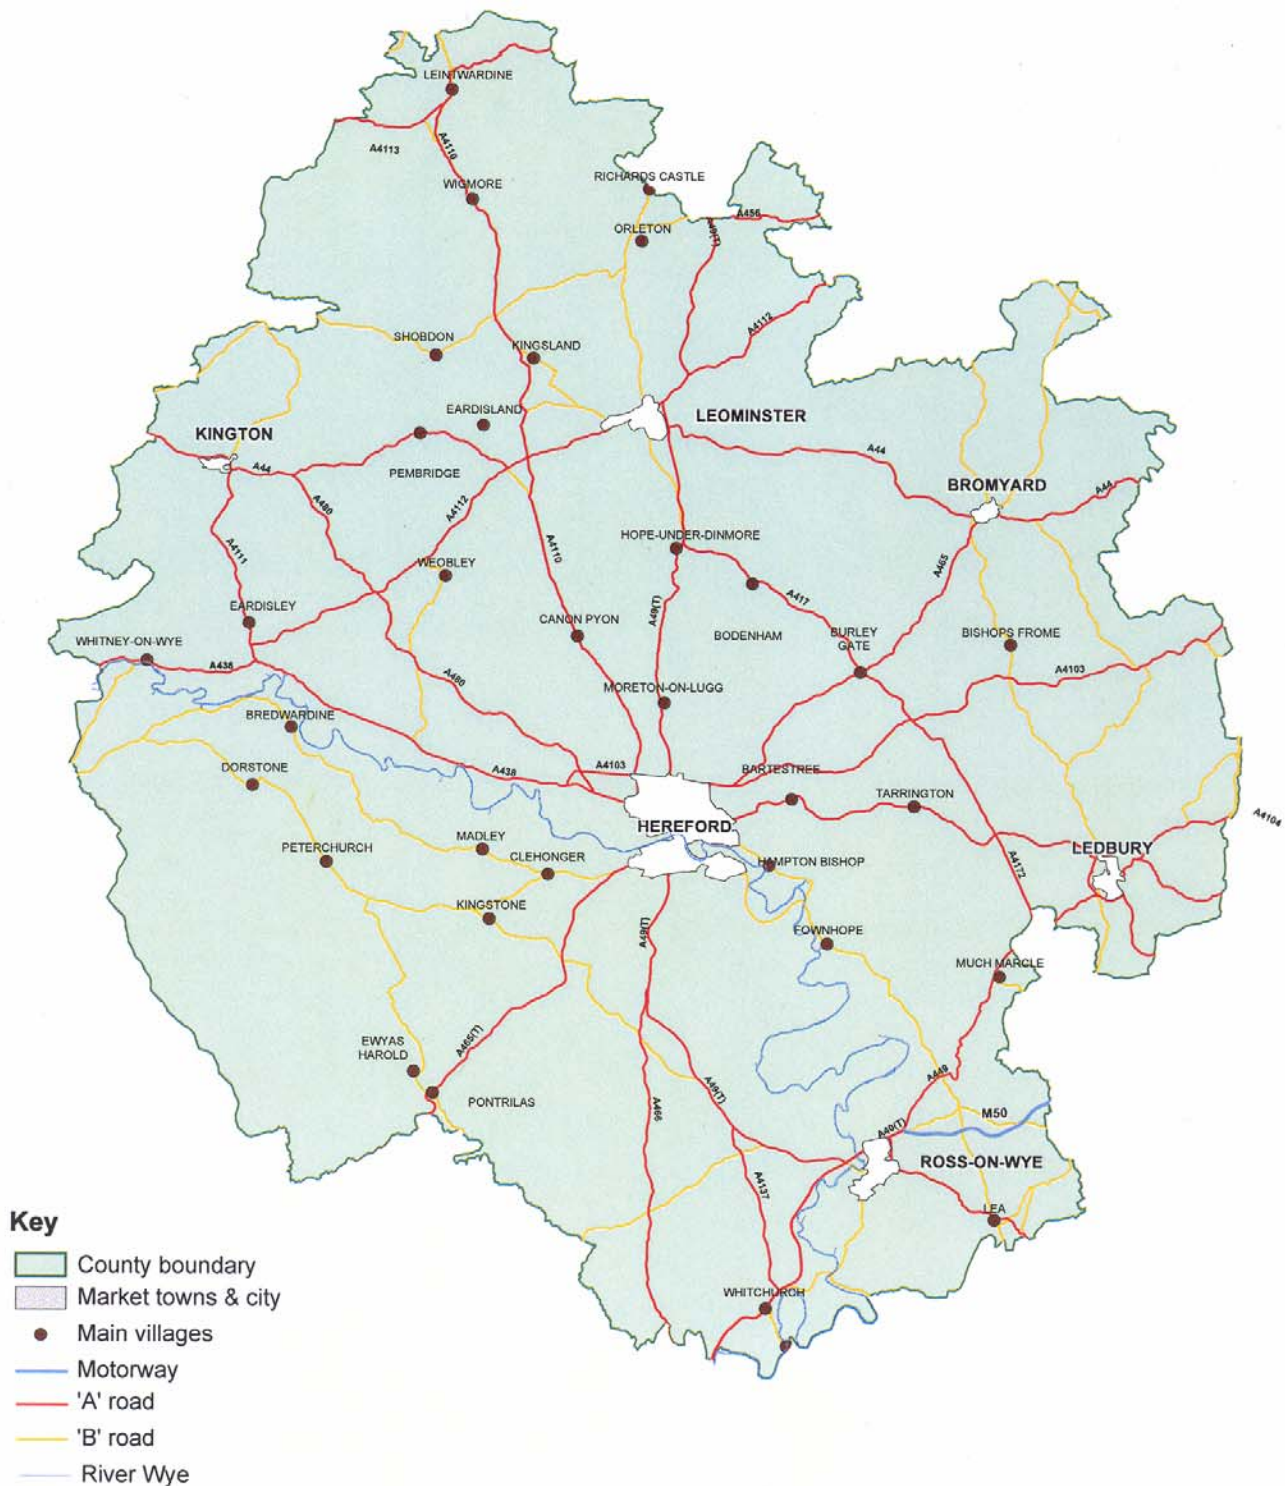 LEINTWARDINE
A4113
A4110
WIGMORE
RICHARDS CASTLE
A456
A49(T)
ORLETON
A4112
SHOBDON
KINGSLAND
EARDISLAND
LEOMINSTER
KINGTON
A44
A44
PEMBRIDGE
BROMYARD
A44
A480
A4112
A4111
HOPE-UNDER-DINMORE
A4110
WEOBLEY
A465
A417
EARDISLEY
A49(T)
CANON PYON
BODENHAM
BURLEY
GATE
BISHOPS FROME
WHITNEY-ON-WYE
A438
A480
A4103
MORETON-ON-LUGG
BREDWARDINE
DORSTONE
A438
A4103
BARTESTREE
TARRINGTON
A4104
HEREFORD
PETERCHURCH
MADLEY
CLEHONGER
HAMPTON BISHOP
A4172
LEDBURY
KINGSTONE
A49(T)
FOWNHOPE
MUCH MARCLE
EWYAS
HAROLD
A465(T)
PONTRILAS
A466
A49(T)
A449
M50
A40(T)
ROSS-ON-WYE
A4137
LEA
WHITCHURCH
Key
County boundary
Market towns & city
Main villages
Motorway
'A' road
'B' road
River Wye